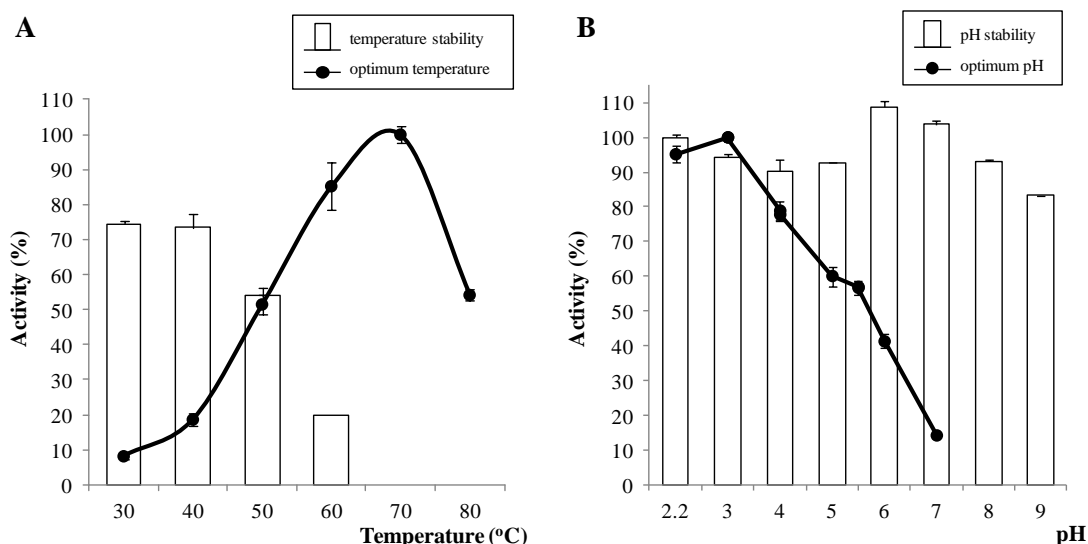 A
temperature stability
optimum temperature
Activity (%)
110
100
90
80
70
60
50
40
30
20
10
0
30 40 50 60 70 80
Temperature (°C)
B
pH stability
optimum pH
Activity (%)
110
100
90
80
70
60
50
40
30
20
10
0
2.2 3 4 5 6 7 8 9
pH